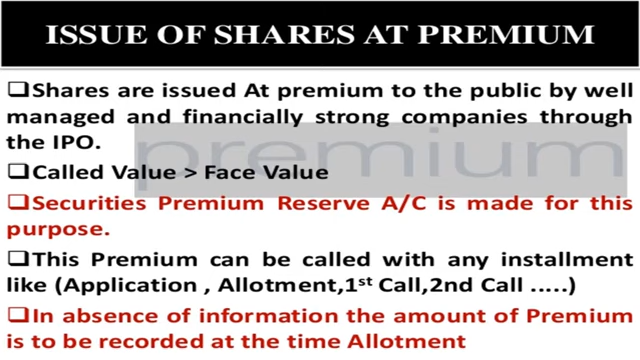 ISSUE OF SHARES AT PREMIUM
❑Shares are issued At premium to the public by well
managed and financially strong companies through
the IPO.
premium
❑Called Value > Face Value
❑Securities Premium Reserve A/C is made for this
purpose.
❑This Premium can be called with any installment
like (Application , Allotment,1st Call,2nd Call .....)
❑In absence of information the amount of Premium
is to be recorded at the time Allotment